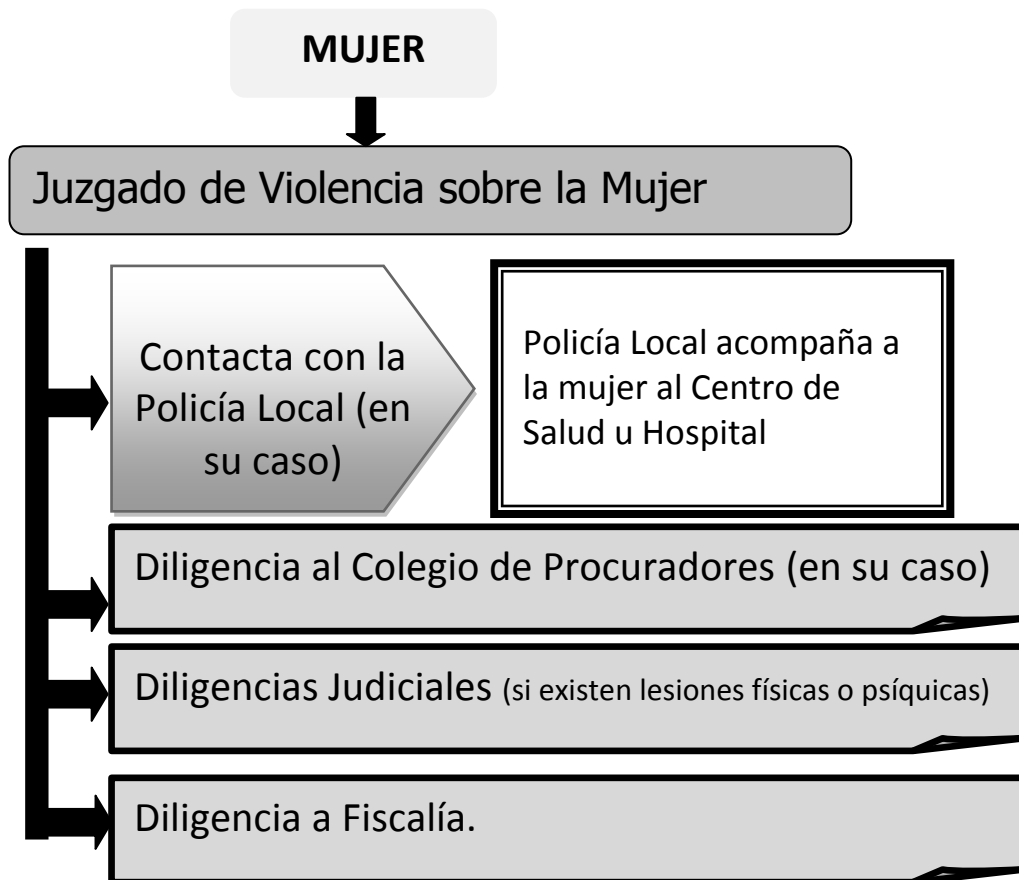 MUJER
Juzgado de Violencia sobre la Mujer
Contacta con la
Policía Local (en
su caso)
Policía Local acompaña a
la mujer al Centro de
Salud u Hospital
Diligencia al Colegio de Procuradores (en su caso)
Diligencias Judiciales (si existen lesiones físicas o psíquicas)
Diligencia a Fiscalía.